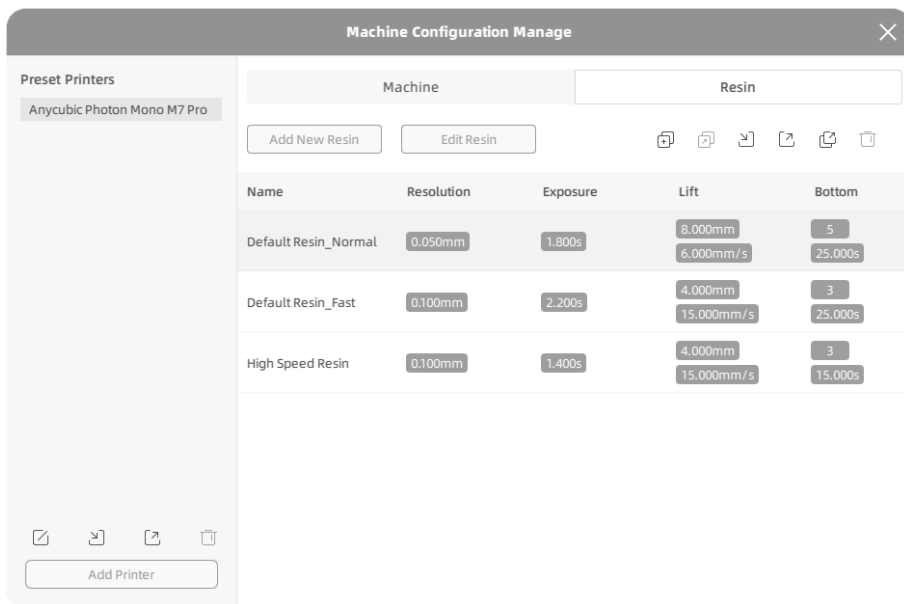 Machine Configuration Manage
Preset Printers
Anycubic Photon Mono M7 Pro
Machine
Resin
Add New Resin
Edit Resin
Name Resolution Exposure Lift Bottom
Default Resin_Normal 0.050mm 1.800s 8.000mm 5
6.000mm/s 25.000s
Default Resin_Fast 0.100mm 2.200s 4.000mm 3
15.000mm/s 25.000s
High Speed Resin 0.100mm 1.400s 4.000mm 3
15.000mm/s 15.000s
Add Printer